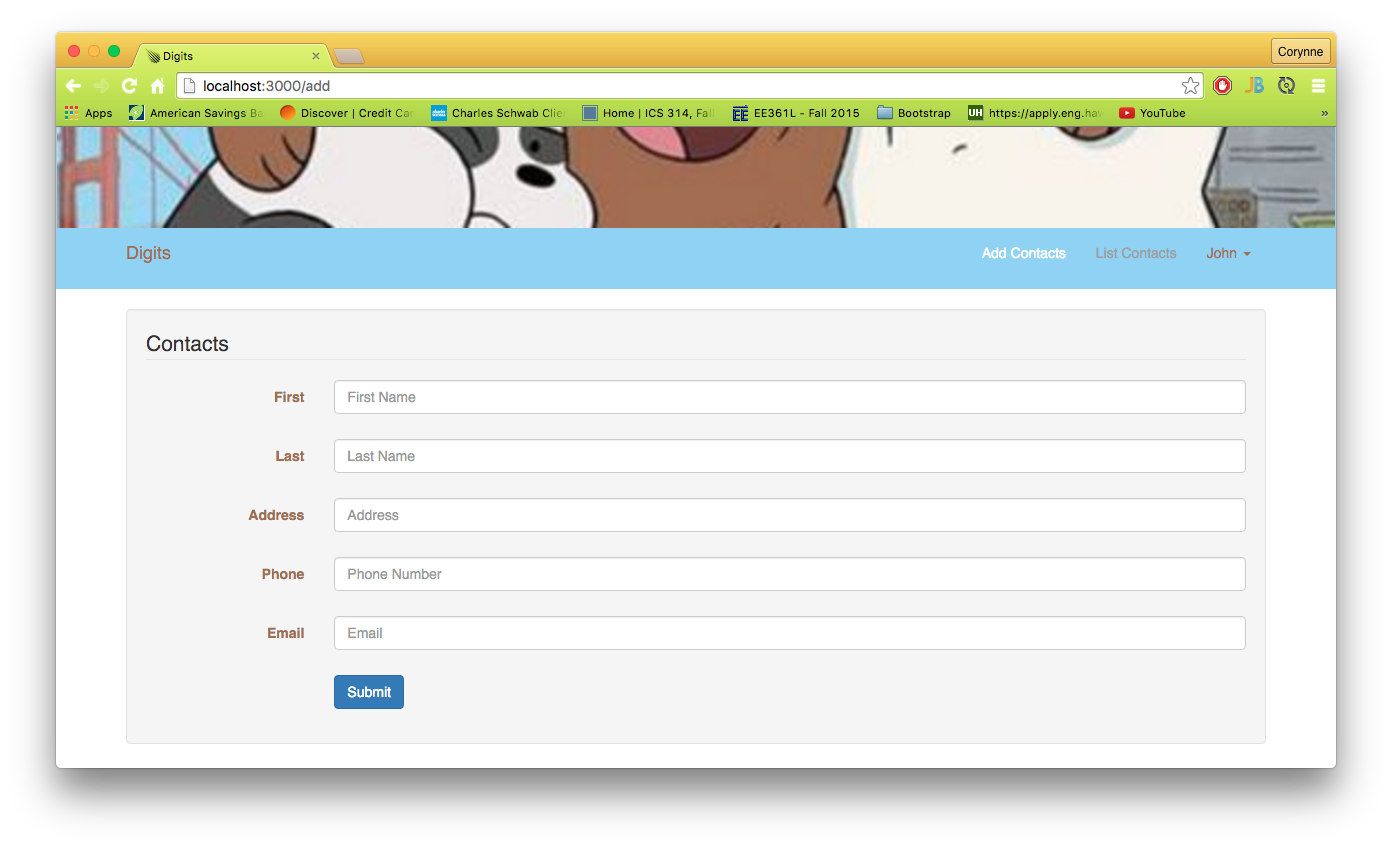 Digits
Corynne
localhost:3000/add
Apps American Savings Ba Discover | Credit Car Charles Schwab Clien Home | ICS 314, Fall EE361L - Fall 2015 Bootstrap https://apply.eng.hav YouTube »
Digits Add Contacts List Contacts John
Contacts
First First Name
Last Last Name
Address Address
Phone Phone Number
Email Email
Submit